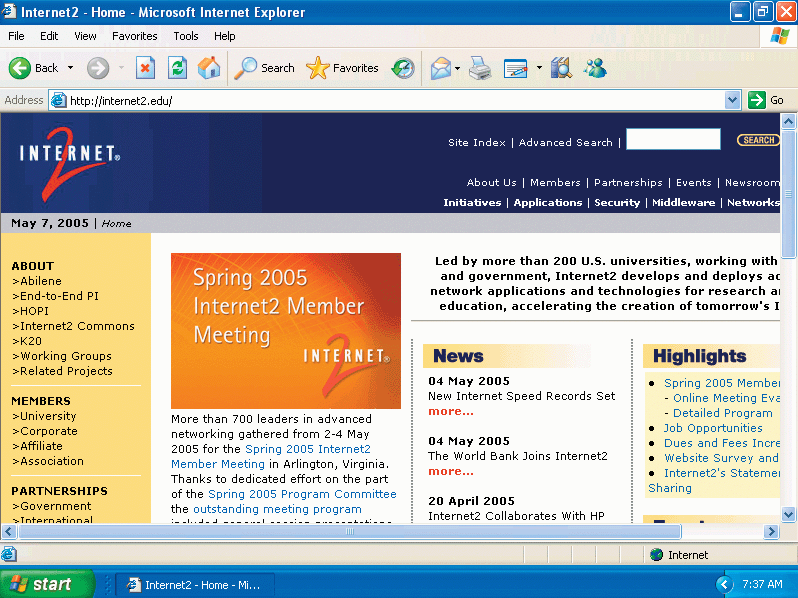 Internet2 - Home - Microsoft Internet Explorer
File Edit View Favorites Tools Help
Back Search Favorites
Address http://internet2.edu/ Go
INTERNET 2 ®
Site Index | Advanced Search | SEARCH
About Us | Members | Partnerships | Events | Newsroom
Initiatives | Applications | Security | Middleware | Networks
May 7, 2005 | Home
ABOUT
>Abilene
>End-to-End PI
>HOPI
>Internet2 Commons
>K20
>Working Groups
>Related Projects
MEMBERS
>University
>Corporate
>Affiliate
>Association
PARTNERSHIPS
>Government
>International
Spring 2005
Internet2 Member
Meeting
INTERNET 2 ®
More than 700 leaders in advanced
networking gathered from 2-4 May
2005 for the Spring 2005 Internet2
Member Meeting in Arlington, Virginia.
Thanks to dedicated effort on the part
of the Spring 2005 Program Committee
the outstanding meeting program
included general session presentations
Led by more than 200 U.S. universities, working with
and government, Internet2 develops and deploys
network applications and technologies for research
education, accelerating the creation of tomorrow's
News
04 May 2005
New Internet Speed Records Set
more...
04 May 2005
The World Bank Joins Internet2
more...
20 April 2005
Internet2 Collaborates With HP
Highlights
• Spring 2005 Member
- Online Meeting
- Detailed Program
• Job Opportunities
• Dues and Fees
• Website Survey and
• Internet2's
Sharing
Internet
start Internet2 - Home - Mi... 7:37 AM